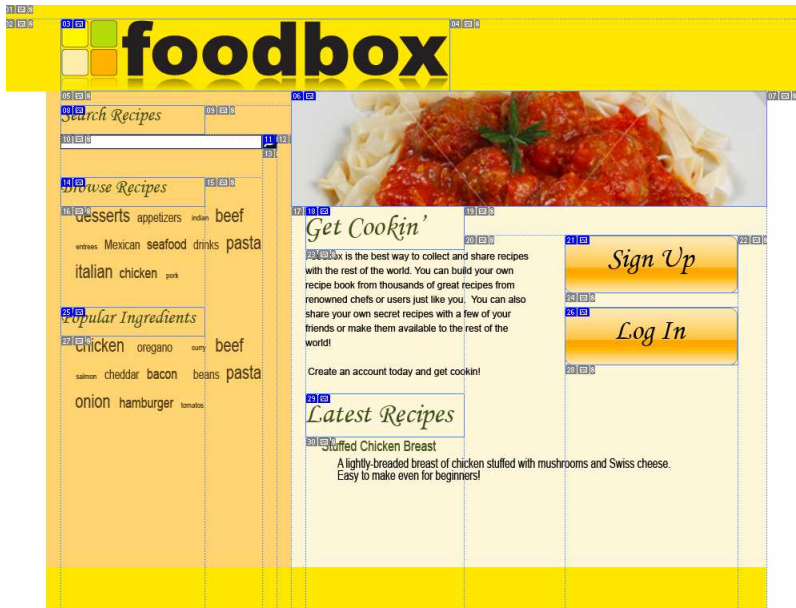 foodbox
Search Recipes
Browse Recipes
desserts appetizers indian beef
entrees Mexican seafood drinks pasta
italian chicken pork
Popular Ingredients
chicken oregano curry beef
salmon cheddar bacon beans pasta
onion hamburger tomatos
Get Cookin'
is the best way to collect and share recipes
with the rest of the world. You can build your own
recipe book from thousands of great recipes from
renowned chefs or users just like you. You can also
share your own secret recipes with a few of your
friends or make them available to the rest of the
world!
Create an account today and get cookin!
Sign Up
Log In
Latest Recipes
Stuffed Chicken Breast
A lightly-breaded breast of chicken stuffed with mushrooms and Swiss cheese.
Easy to make even for beginners!